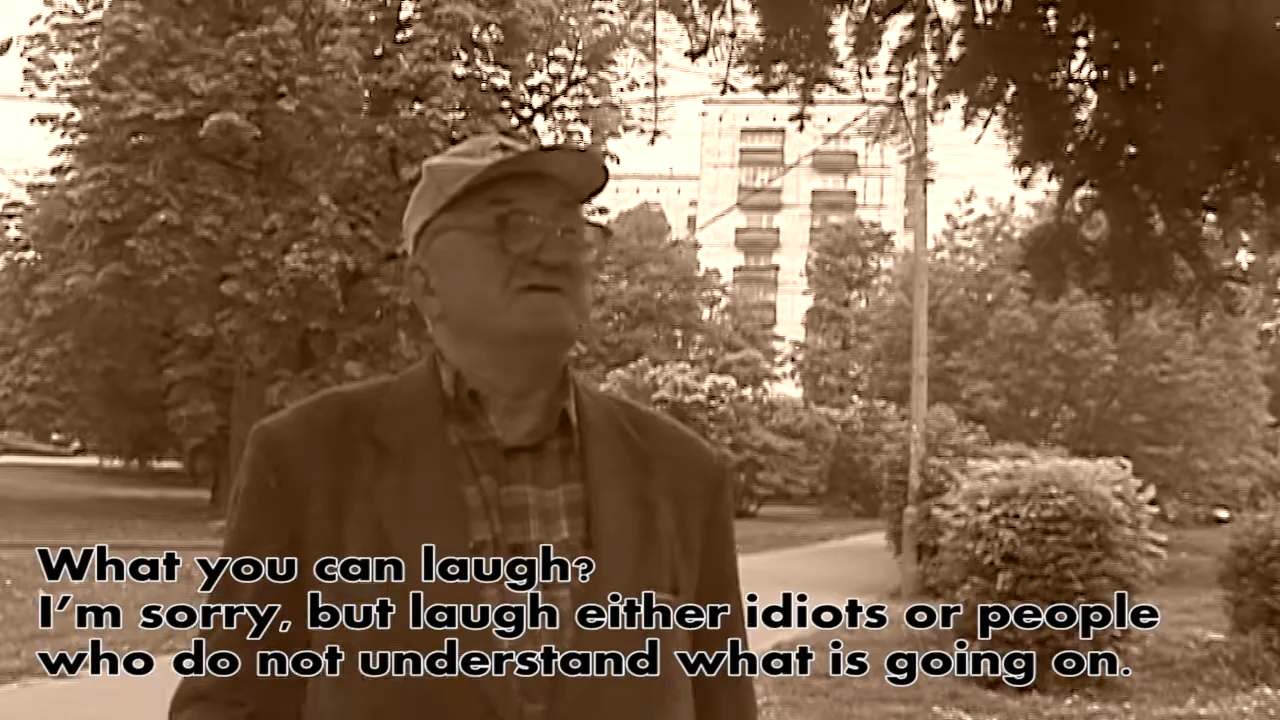 What you can laugh?
I'm sorry, but laugh either idiots or people
who do not understand what is going on.